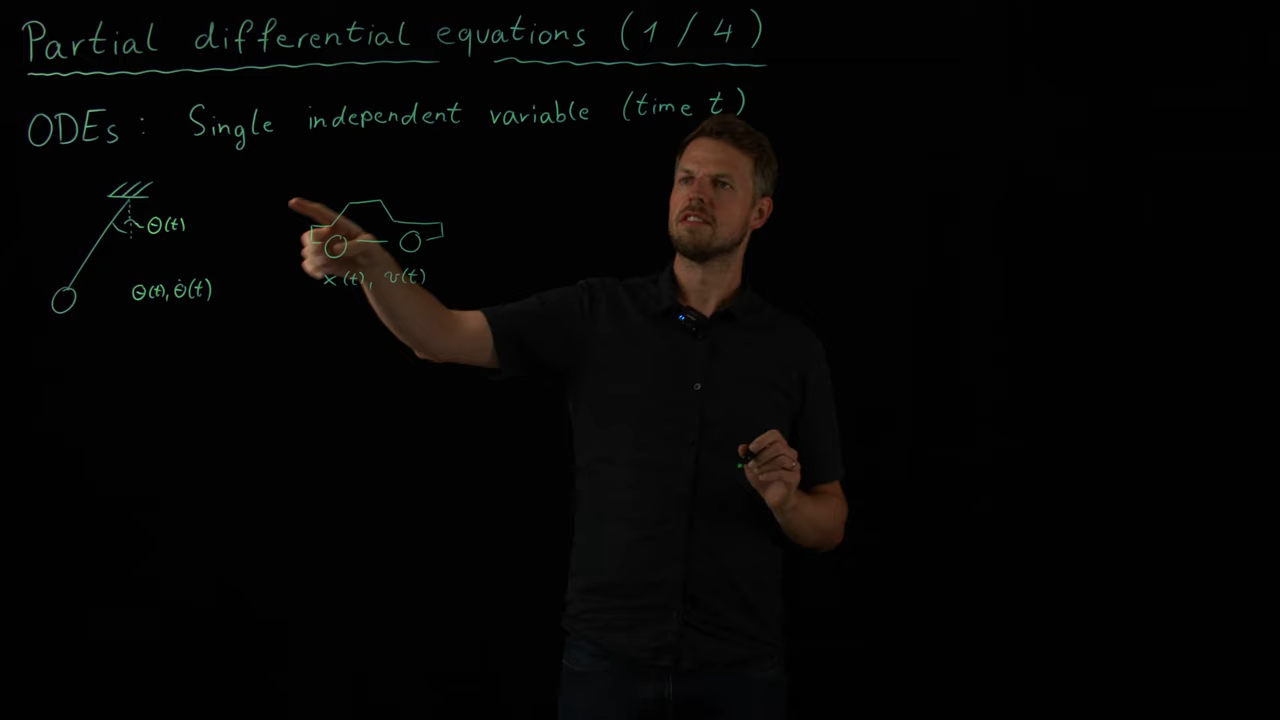 Partial differential equations (1 / 4)
ODEs : Single independent variable (time t)
Θ(t)
Θ(t), Θ̇(t)
x(t), v(t)